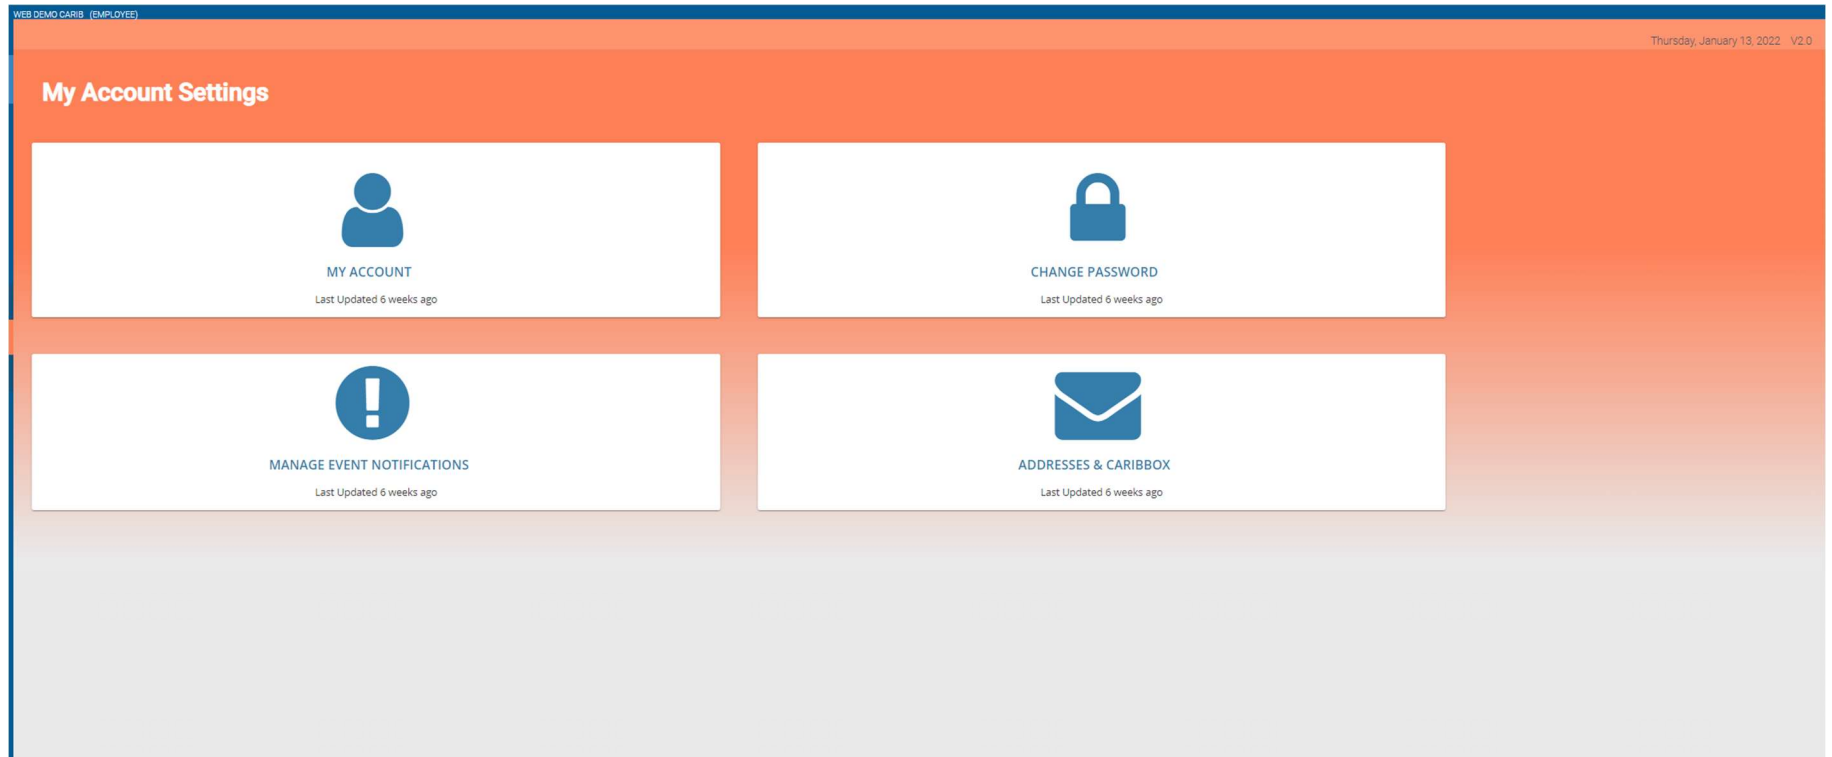 WEB DEMO CARIB (EMPLOYEE)
Thursday, January 13, 2022 V2.0
My Account Settings
MY ACCOUNT
Last Updated 6 weeks ago
CHANGE PASSWORD
Last Updated 6 weeks ago
MANAGE EVENT NOTIFICATIONS
Last Updated 6 weeks ago
ADDRESSES & CARIBBOX
Last Updated 6 weeks ago